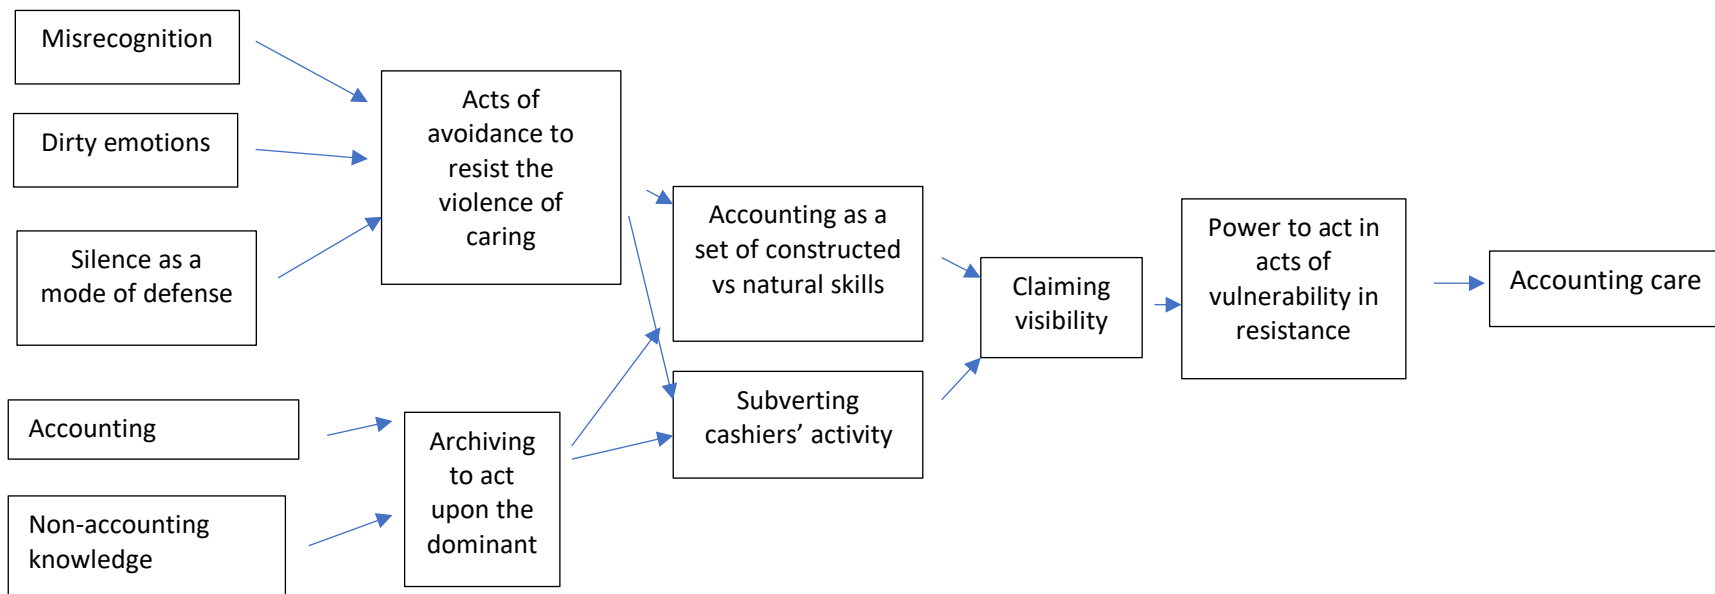 Misrecognition
Dirty emotions
Silence as a
mode of defense
Accounting
Non-accounting
knowledge
Acts of
avoidance to
resist the
violence of
caring
Archiving
to act
upon the
dominant
Accounting as a
set of constructed
vs natural skills
Subverting
cashiers’ activity
Claiming
visibility
Power to act in
acts of
vulnerability in
resistance
Accounting care